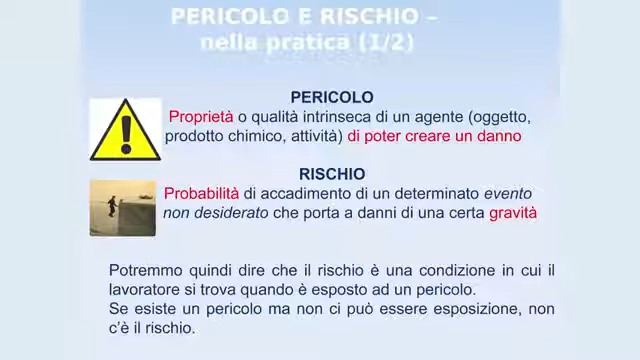 PERICOLO E RISCHIO –
nella pratica (1/2)
PERICOLO
Proprietà o qualità intrinseca di un agente (oggetto,
prodotto chimico, attività) di poter creare un danno
RISCHIO
Probabilità di accadimento di un determinato evento
non desiderato che porta a danni di una certa gravità
Potremmo quindi dire che il rischio è una condizione in cui il
lavoratore si trova quando è esposto ad un pericolo.
Se esiste un pericolo ma non ci può essere esposizione, non
c’è il rischio.